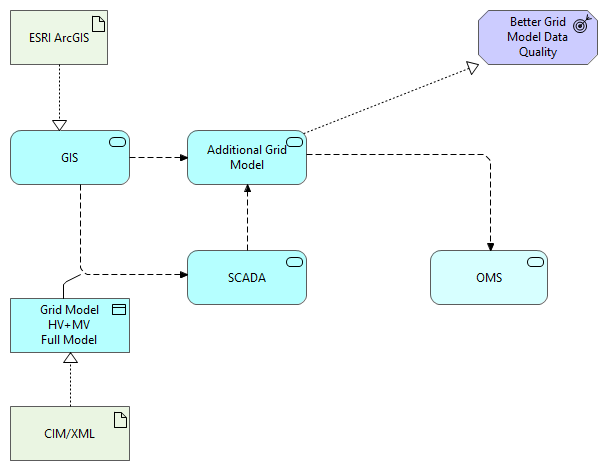 ESRI ArcGIS
Better Grid
Model Data
Quality
GIS
Additional Grid
Model
SCADA
OMS
Grid Model
HV+MV
Full Model
CIM/XML